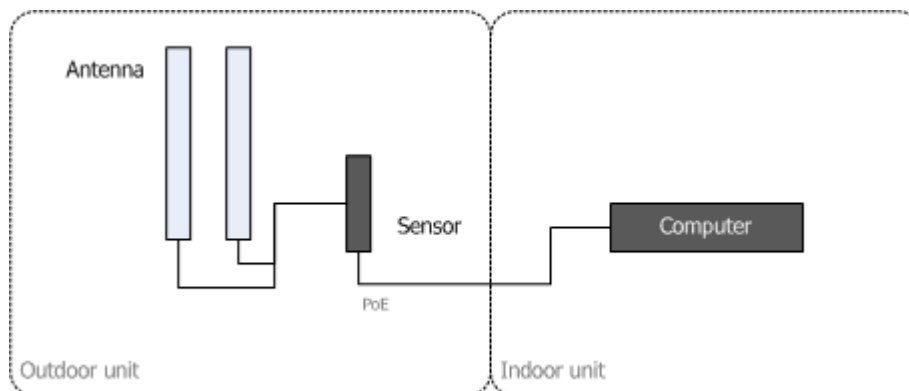 Antenna
Sensor
Computer
PoE
Outdoor unit
Indoor unit